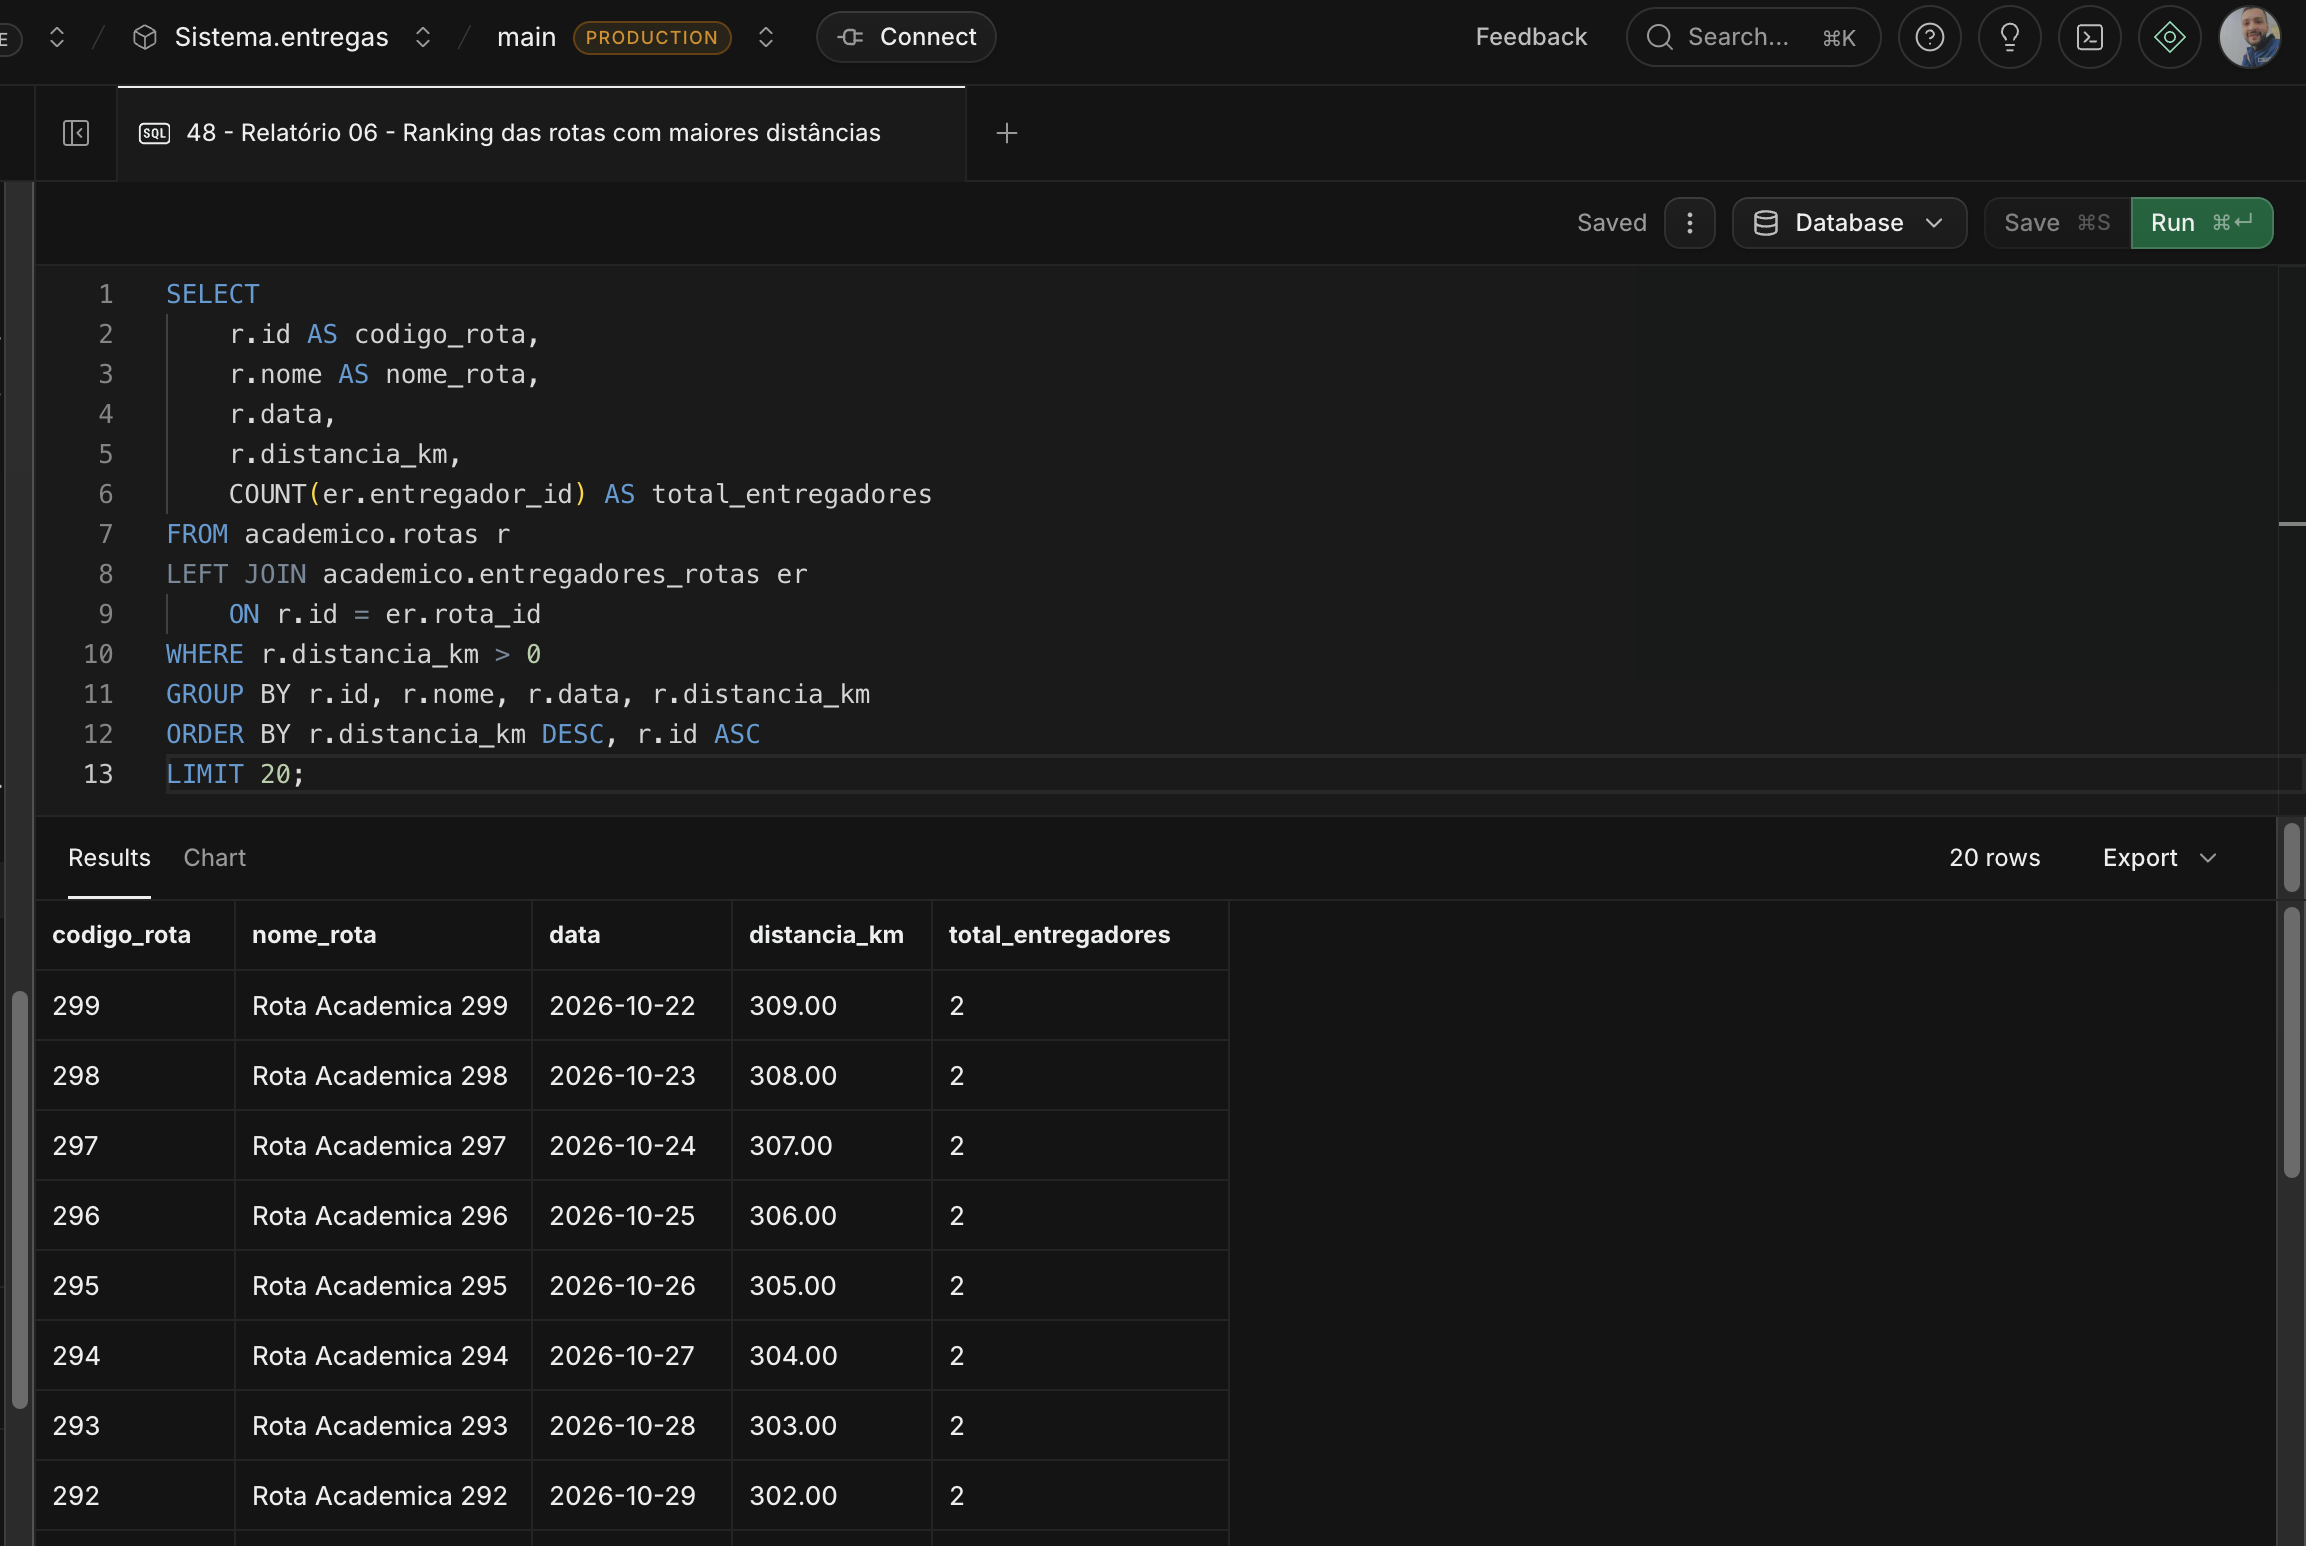 E / Sistema.entregas / main PRODUCTION Connect Feedback Search... ⌘K
SQL 48 - Relatório 06 - Ranking das rotas com maiores distâncias +
Saved Database Save ⌘S Run ⌘↵
1 SELECT
2 r.id AS codigo_rota,
3 r.nome AS nome_rota,
4 r.data,
5 r.distancia_km,
6 COUNT(er.entregador_id) AS total_entregadores
7 FROM academico.rotas r
8 LEFT JOIN academico.entregadores_rotas er
9 ON r.id = er.rota_id
10 WHERE r.distancia_km > 0
11 GROUP BY r.id, r.nome, r.data, r.distancia_km
12 ORDER BY r.distancia_km DESC, r.id ASC
13 LIMIT 20;
Results Chart 20 rows Export
codigo_rota nome_rota data distancia_km total_entregadores
299 Rota Academica 299 2026-10-22 309.00 2
298 Rota Academica 298 2026-10-23 308.00 2
297 Rota Academica 297 2026-10-24 307.00 2
296 Rota Academica 296 2026-10-25 306.00 2
295 Rota Academica 295 2026-10-26 305.00 2
294 Rota Academica 294 2026-10-27 304.00 2
293 Rota Academica 293 2026-10-28 303.00 2
292 Rota Academica 292 2026-10-29 302.00 2